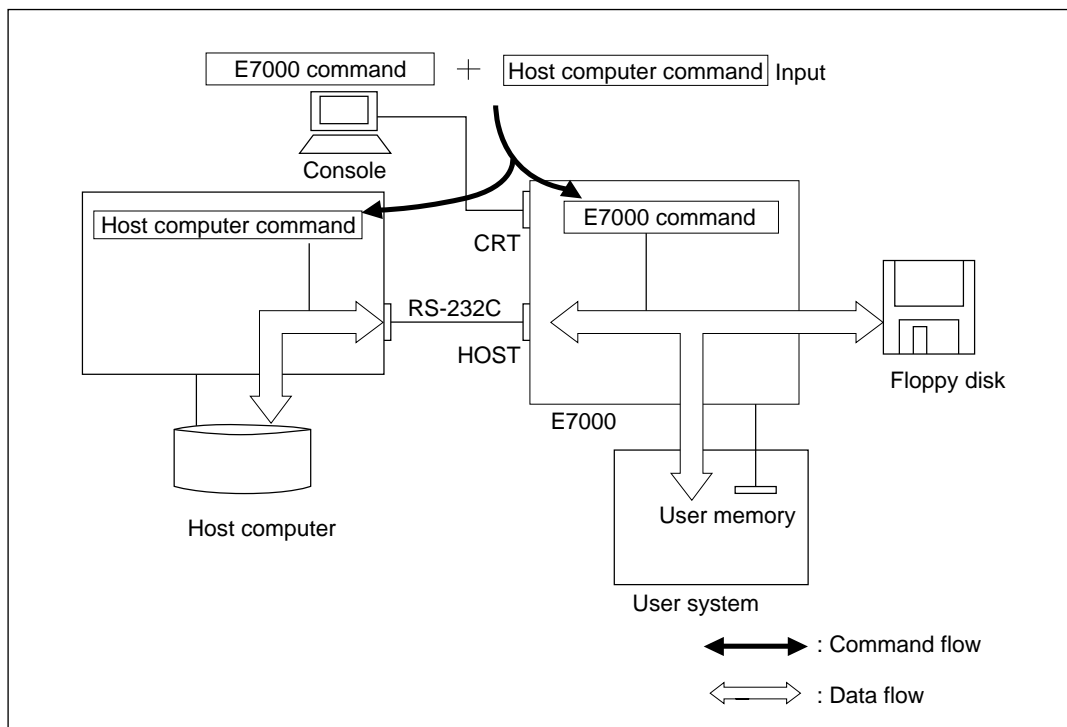 E7000 command + Host computer command Input
Console
Host computer command
E7000 command
CRT
RS-232C
HOST
Floppy disk
E7000
User memory
Host computer
User system
: Command flow
: Data flow